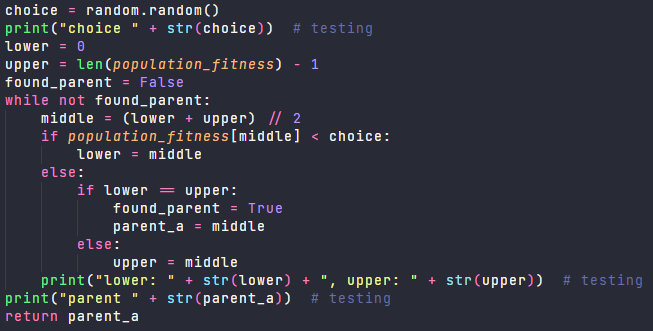 choice = random.random()
print("choice " + str(choice))  # testing
lower = 0
upper = len(population_fitness) - 1
found_parent = False
while not found_parent:
    middle = (lower + upper) // 2
    if population_fitness[middle] < choice:
        lower = middle
    else:
        if lower == upper:
            found_parent = True
            parent_a = middle
        else:
            upper = middle
    print("lower: " + str(lower) + ", upper: " + str(upper))  # testing
print("parent " + str(parent_a))  # testing
return parent_a